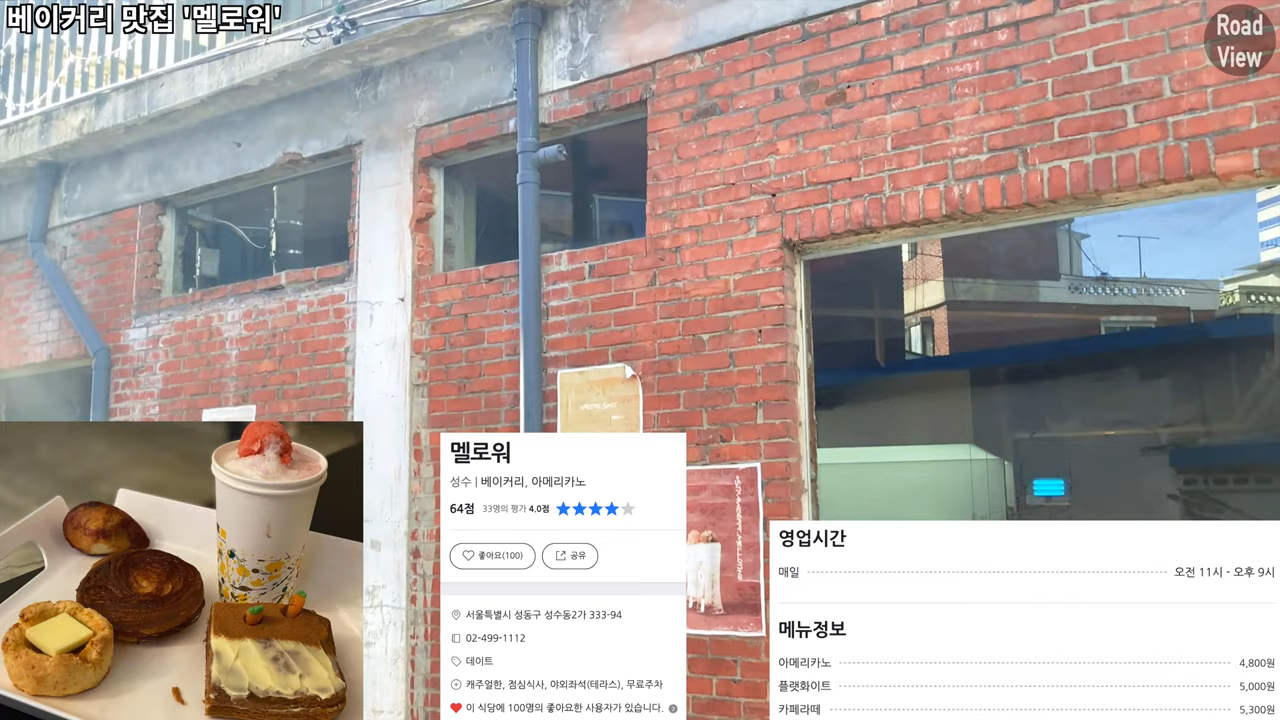 베이커리 맛집 '멜로워'
Road
View
멜로워
성수 | 베이커리, 아메리카노
64점 33명의 평가 4.0점
좋아요(100) 공유
서울특별시 성동구 성수동2가 333-94
02-499-1112
데이트
캐주얼한, 점심식사, 야외좌석(테라스), 무료주차
이 식당에 100명의 좋아요한 사용자가 있습니다.
영업시간
매일 오전 11시 - 오후 9시
메뉴정보
아메리카노 4,800원
플랫화이트 5,000원
카페라떼 5,300원